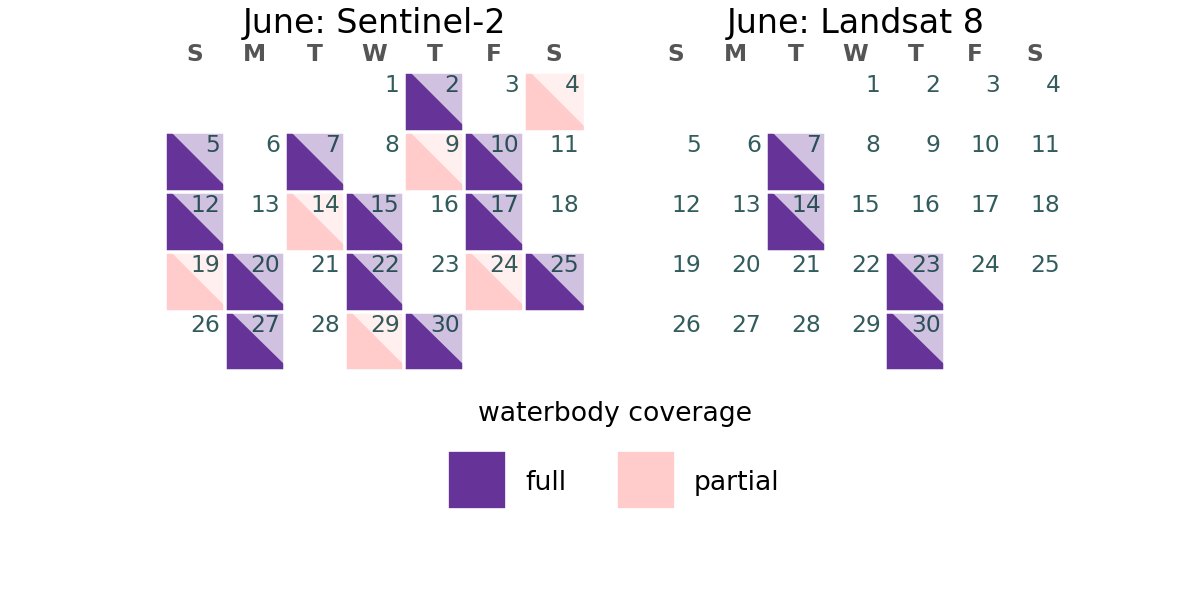 June: Sentinel-2
S M T W T F S
1 2 3 4
5 6 7 8 9 10 11
12 13 14 15 16 17 18
19 20 21 22 23 24 25
26 27 28 29 30
June: Landsat 8
S M T W T F S
1 2 3 4
5 6 7 8 9 10 11
12 13 14 15 16 17 18
19 20 21 22 23 24 25
26 27 28 29 30
waterbody coverage
full partial